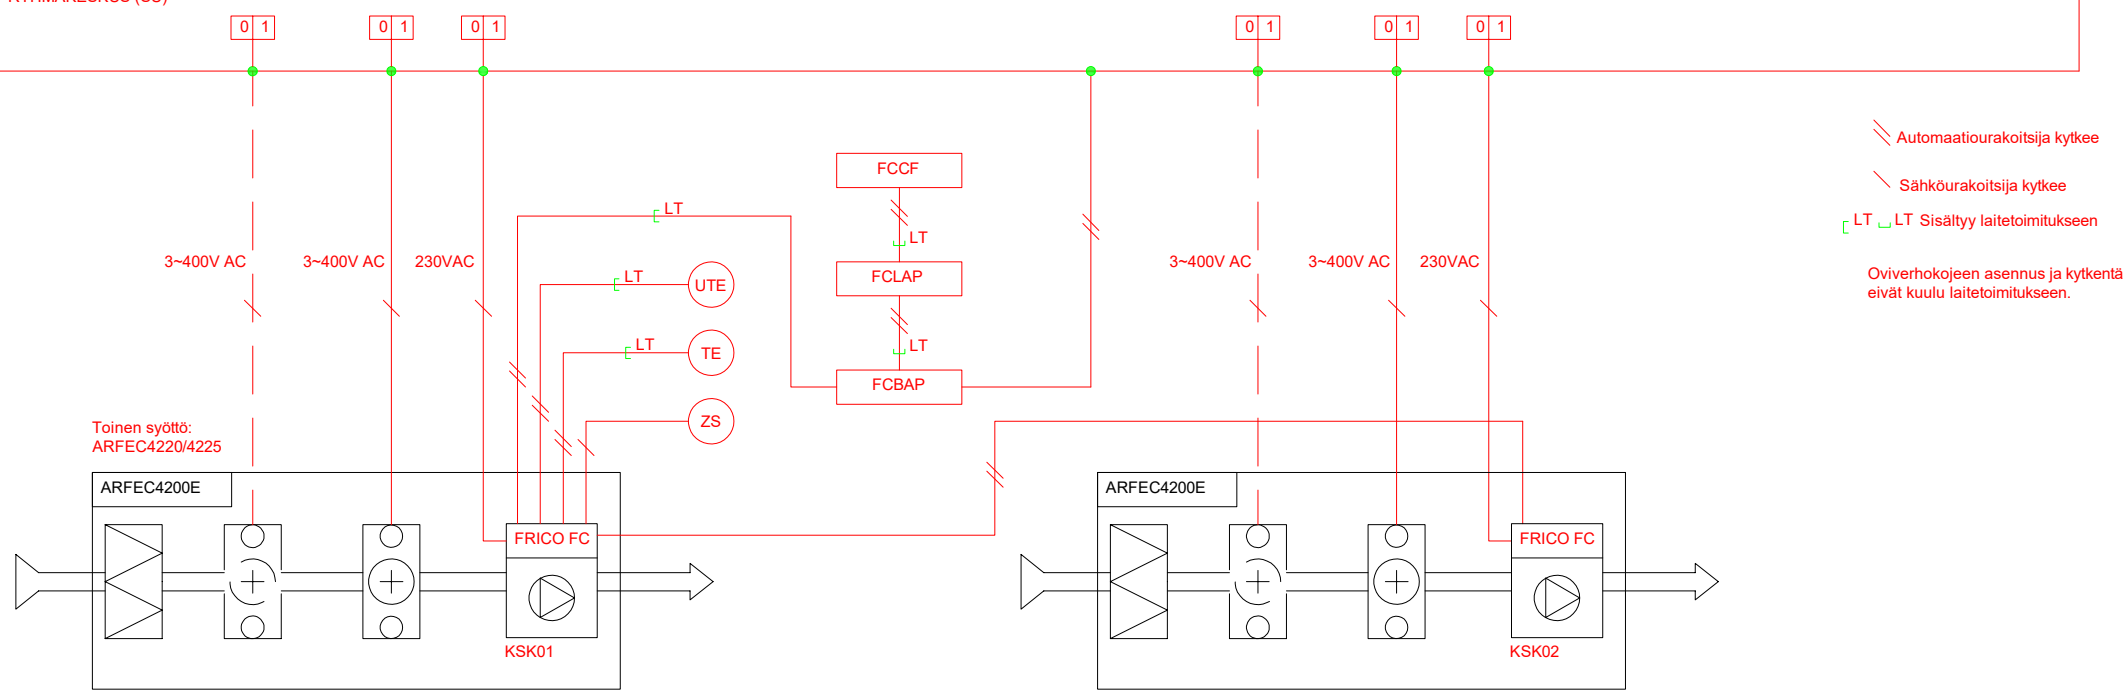 0 1
0 1
0 1
0 1
0 1
0 1
Automaatiourakoitsija kytkee
FCCF
Sähköurakoitsija kytkee
LT
LT LT Sisältyy laitetoimitukseen
LT
3~400V AC
3~400V AC
230VAC
3~400V AC
3~400V AC
230VAC
LT
FCLAP
Oviverhokojeen asennus ja kytkentä
eivät kuulu laitetoimitukseen.
UTE
LT
LT
TE
FCBAP
ZS
Toinen syöttö:
ARFEC4220/4225
ARFEC4200E
ARFEC4200E
FRICO FC
FRICO FC
KSK01
KSK02